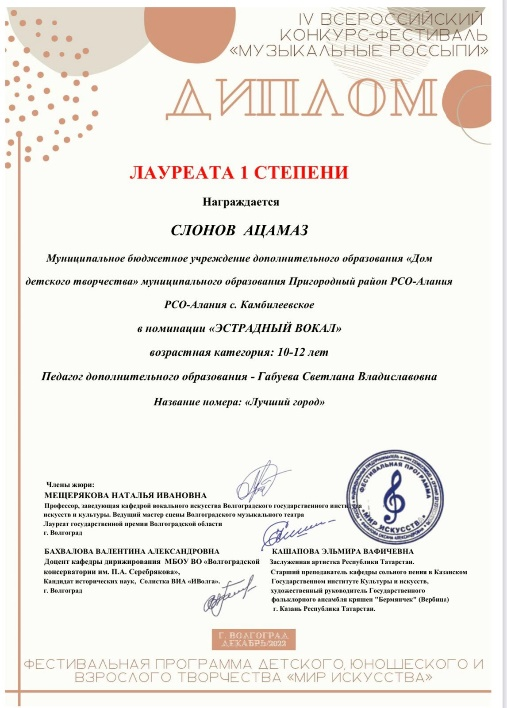 IV ВСЕРОССИЙСКИЙ
КОНКУРС-ФЕСТИВАЛЬ
«МУЗЫКАЛЬНЫЕ РОССЫПИ»
ДИПЛОМ
ЛАУРЕАТА 1 СТЕПЕНИ
Награждается
СЛОНОВ АЦАМАЗ
Муниципальное бюджетное учреждение дополнительного образования «Дом
детского творчества» муниципального образования Пригородный район РСО-Алания
РСО-Алания с. Камбилеевское
в номинации «ЭСТРАДНЫЙ ВОКАЛ»
возрастная категория: 10-12 лет
Педагог дополнительного образования - Габуева Светлана Владиславовна
Название номера: «Лучший город»
Члены жюри:
МЕЩЕРЯКОВА НАТАЛЬЯ ИВАНОВНА
Профессор, заведующая кафедрой вокального искусства Волгоградского государственного института
искусств и культуры. Ведущий мастер сцены Волгоградского музыкального театра
Лауреат государственной премии Волгоградской области
г. Волгоград
БАХВАЛОВА ВАЛЕНТИНА АЛЕКСАНДРОВНА
Доцент кафедры дирижирования МБОУ ВО «Волгоградской
консерватории им. П.А. Серебрякова»,
Кандидат исторических наук, Солистка ВНА «ИВолга».
г. Волгоград
КАШАПОВА ЭЛЬМИРА ВАФИЧЕВНА
Заслуженная артистка Республики Татарстан.
Старший преподаватель кафедры сольного пения в Казанском
Государственном институте Культуры и искусств,
художественный руководитель Государственного
фольклорного ансамбля кряшен "Бермянчек" (Вербица)
г. Казань Республика Татарстан.
ФЕСТИВАЛЬНАЯ ПРОГРАММА
«МИР ИСКУССТВ»
Г. ВОЛГОГРАД
ДЕКАБРЬ/2022
ФЕСТИВАЛЬНАЯ ПРОГРАММА ДЕТСКОГО, ЮНОШЕСКОГО И
ВЗРОСЛОГО ТВОРЧЕСТВА «МИР ИСКУССТВА»